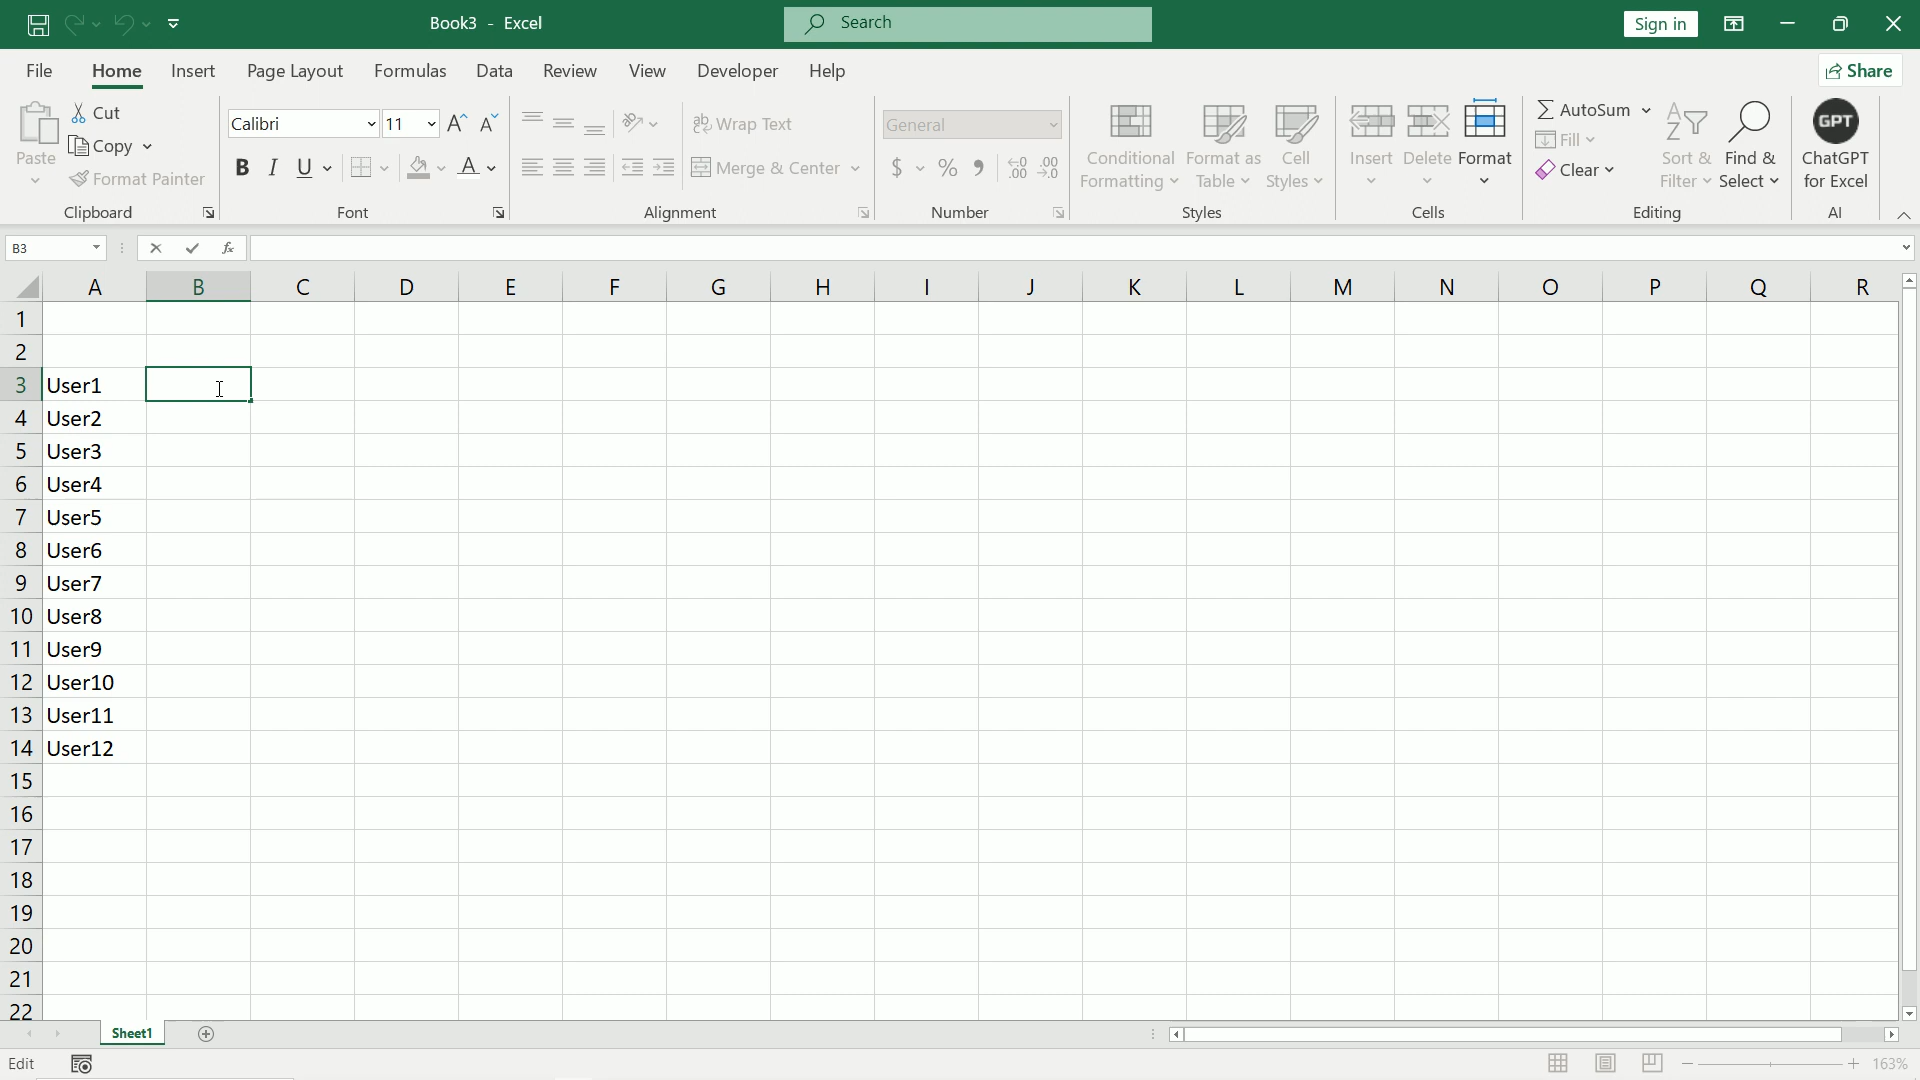 Book3 - Excel
Search
Sign in
File Home Insert Page Layout Formulas Data Review View Developer Help
Share
Paste
Cut
Copy
Format Painter
Clipboard
Calibri 11
B I U
A
Font
Wrap Text
Merge & Center
Alignment
General
$ % 9
Number
Conditional Formatting
Format as Table
Cell Styles
Styles
Insert Delete Format
Cells
AutoSum
Fill
Clear
Sort & Filter
Find & Select
Editing
GPT
ChatGPT for Excel
AI
B3
fx
A B C D E F G H I J K L M N O P Q R
1
2
3 User1
4 User2
5 User3
6 User4
7 User5
8 User6
9 User7
10 User8
11 User9
12 User10
13 User11
14 User12
15
16
17
18
19
20
21
22
Sheet1
Edit
163%